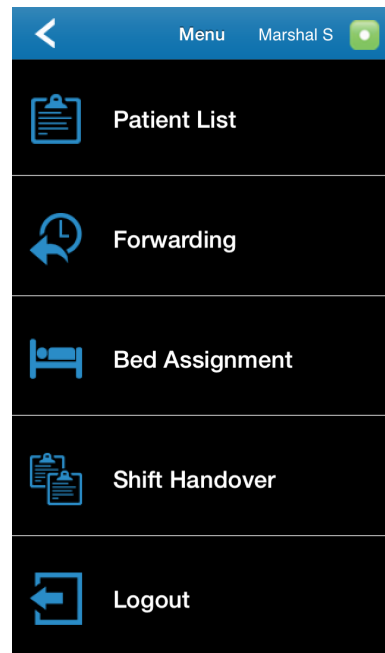 Menu Marshal S
Patient List
Forwarding
Bed Assignment
Shift Handover
Logout